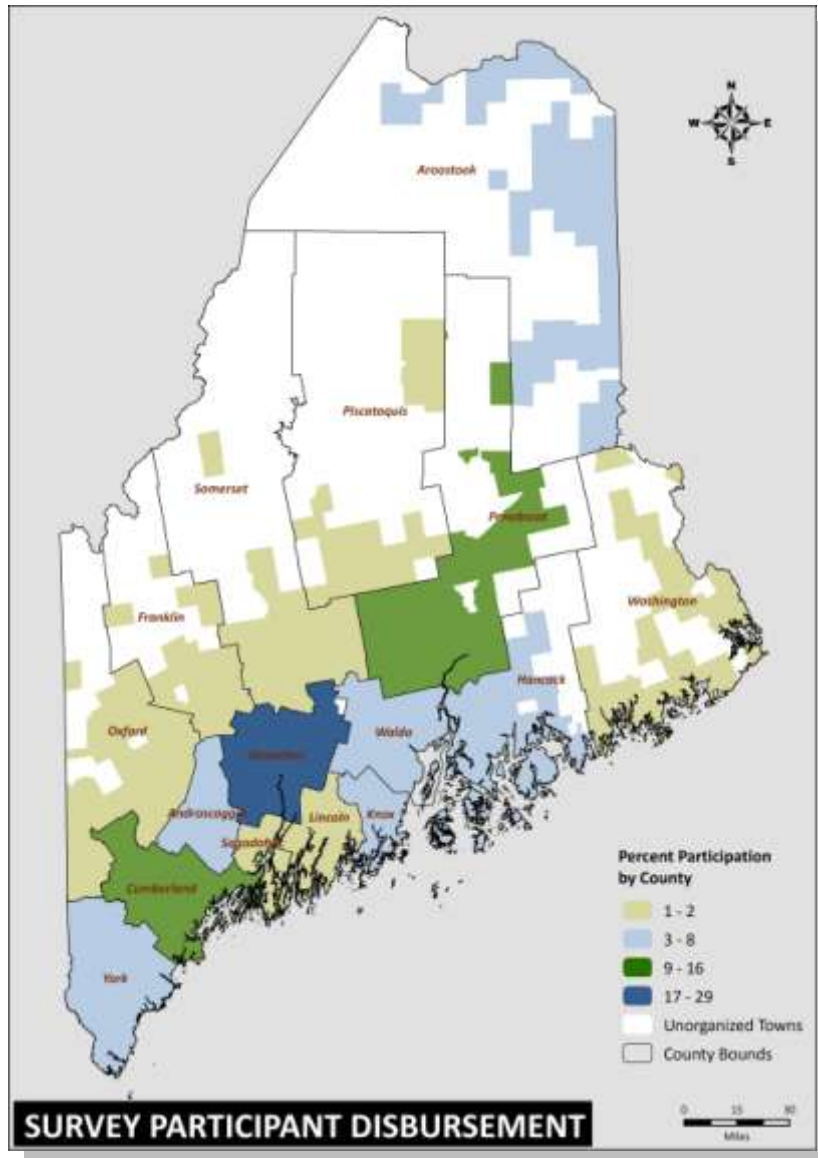 N
W E
S
Aroostook
Piscataquis
Somerset
Penobscot
Franklin
Washington
Hancock
Oxford
Waldo
Kennebec
Androscoggin
Lincoln
Knox
Sagadahoc
Cumberland
York
Percent Participation
by County
1 - 2
3 - 8
9 - 16
17 - 29
Unorganized Towns
County Bounds
SURVEY PARTICIPANT DISBURSEMENT
0 15 30
Miles